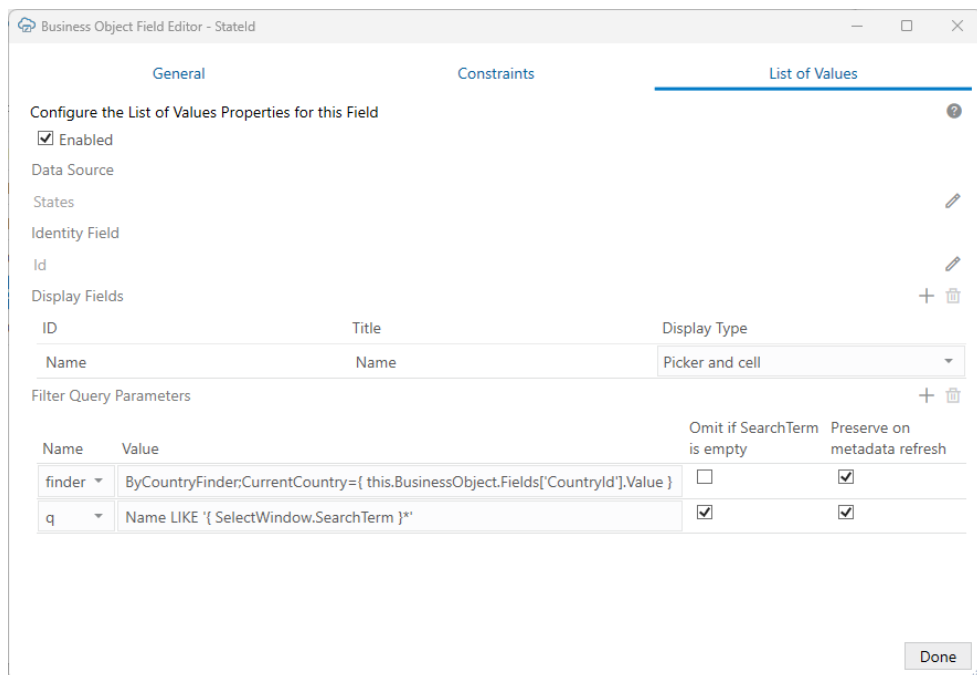 Business Object Field Editor - StateId
General Constraints List of Values
Configure the List of Values Properties for this Field
Enabled
Data Source
States
Identity Field
Id
Display Fields
ID Title Display Type
Name Name Picker and cell
Filter Query Parameters
Omit if SearchTerm Preserve on
Name Value is empty metadata refresh
finder ByCountryFinder;CurrentCountry={ this.BusinessObject.Fields['CountryId'].Value }
q Name LIKE '{ SelectWindow.SearchTerm }*'
Done